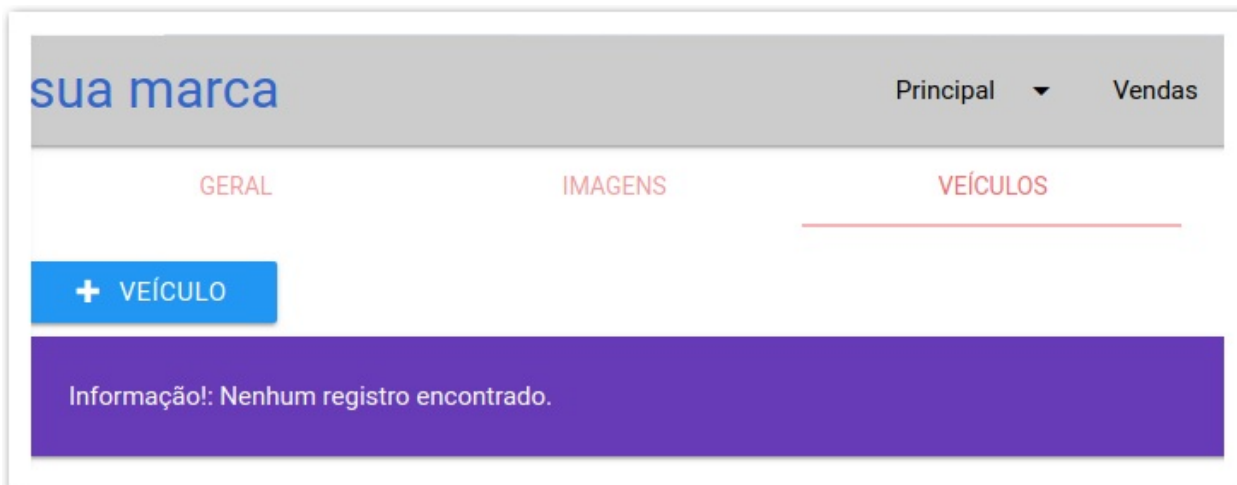 sua marca
Principal Vendas
GERAL IMAGENS VEÍCULOS
VEÍCULO
Informação!: Nenhum registro encontrado.